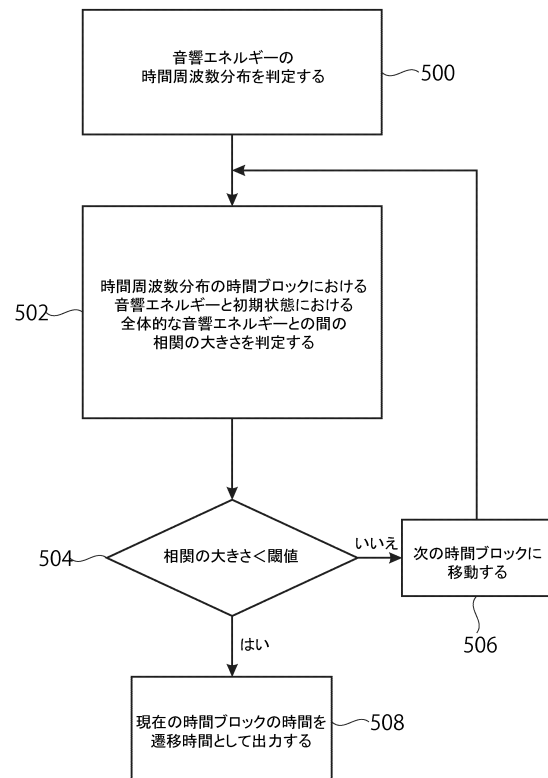 音響エネルギーの
時間周波数分布を判定する
500
時間周波数分布の時間ブロックにおける
音響エネルギーと初期状態における
全体的な音響エネルギーとの間の
相関の大きさを判定する
502
相関の大きさ<閾値
504
いいえ
次の時間ブロックに
移動する
506
はい
現在の時間ブロックの時間を
遷移時間として出力する
508